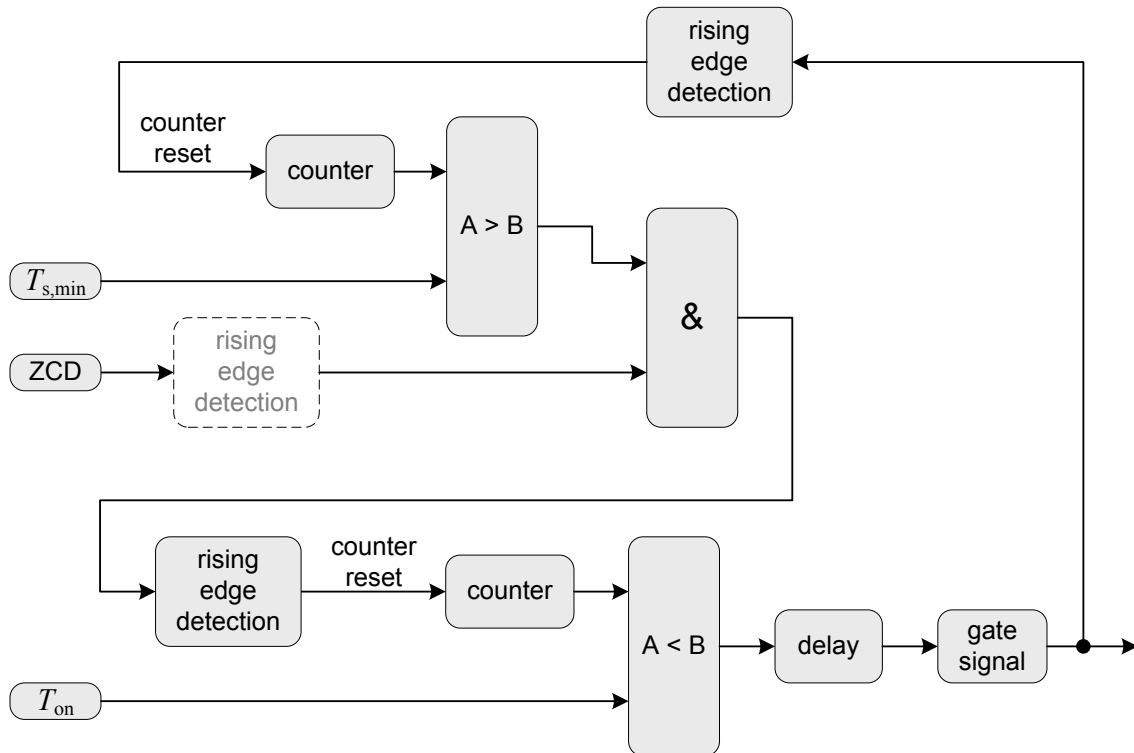 rising
edge
detection
counter
reset
counter
A > B
T_s,min
&
ZCD
rising
edge
detection
rising
edge
detection
counter
reset
counter
A < B
delay
gate
signal
T_on